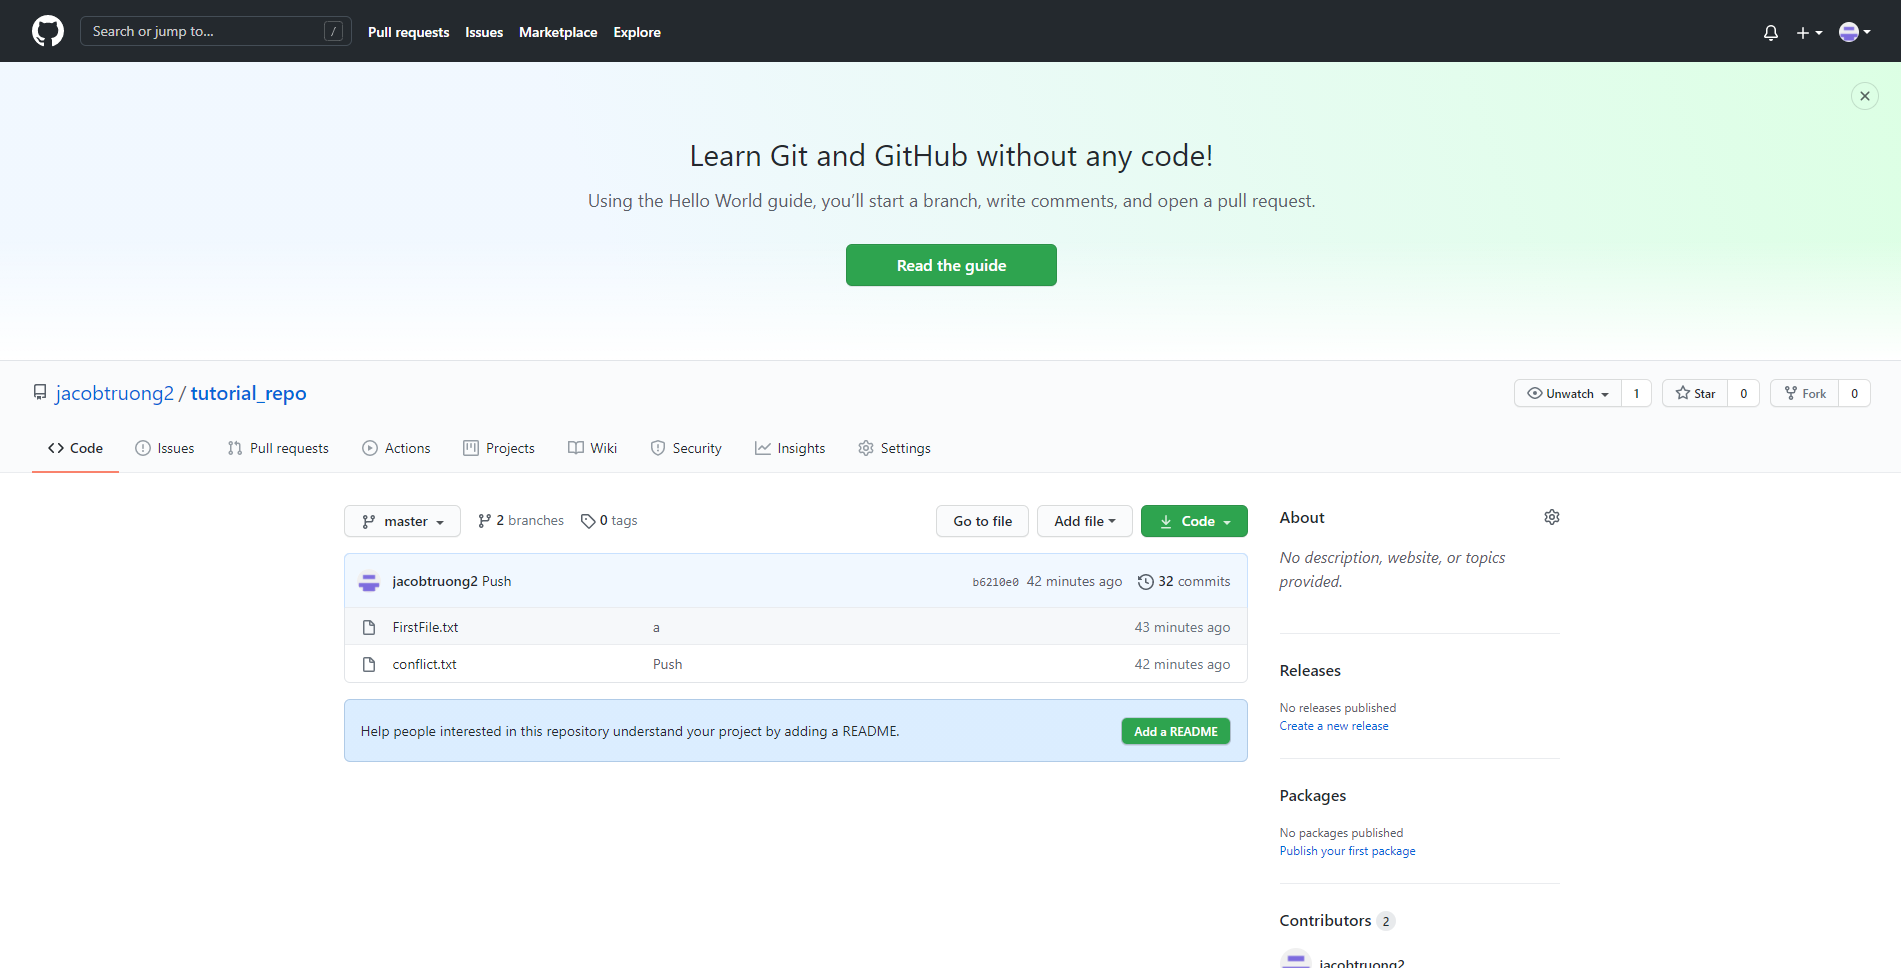 Search or jump to... /
Pull requests Issues Marketplace Explore
Learn Git and GitHub without any code!
Using the Hello World guide, you’ll start a branch, write comments, and open a pull request.
Read the guide
jacobtruong2 / tutorial_repo
Unwatch 1 Star 0 Fork 0
Code Issues Pull requests Actions Projects Wiki Security Insights Settings
master 2 branches 0 tags
Go to file Add file Code
jacobtruong2 Push b6210e0 42 minutes ago 32 commits
FirstFile.txt a 43 minutes ago
conflict.txt Push 42 minutes ago
Help people interested in this repository understand your project by adding a README.
Add a README
About
No description, website, or topics
provided.
Releases
No releases published
Create a new release
Packages
No packages published
Publish your first package
Contributors 2
jacobtruong2